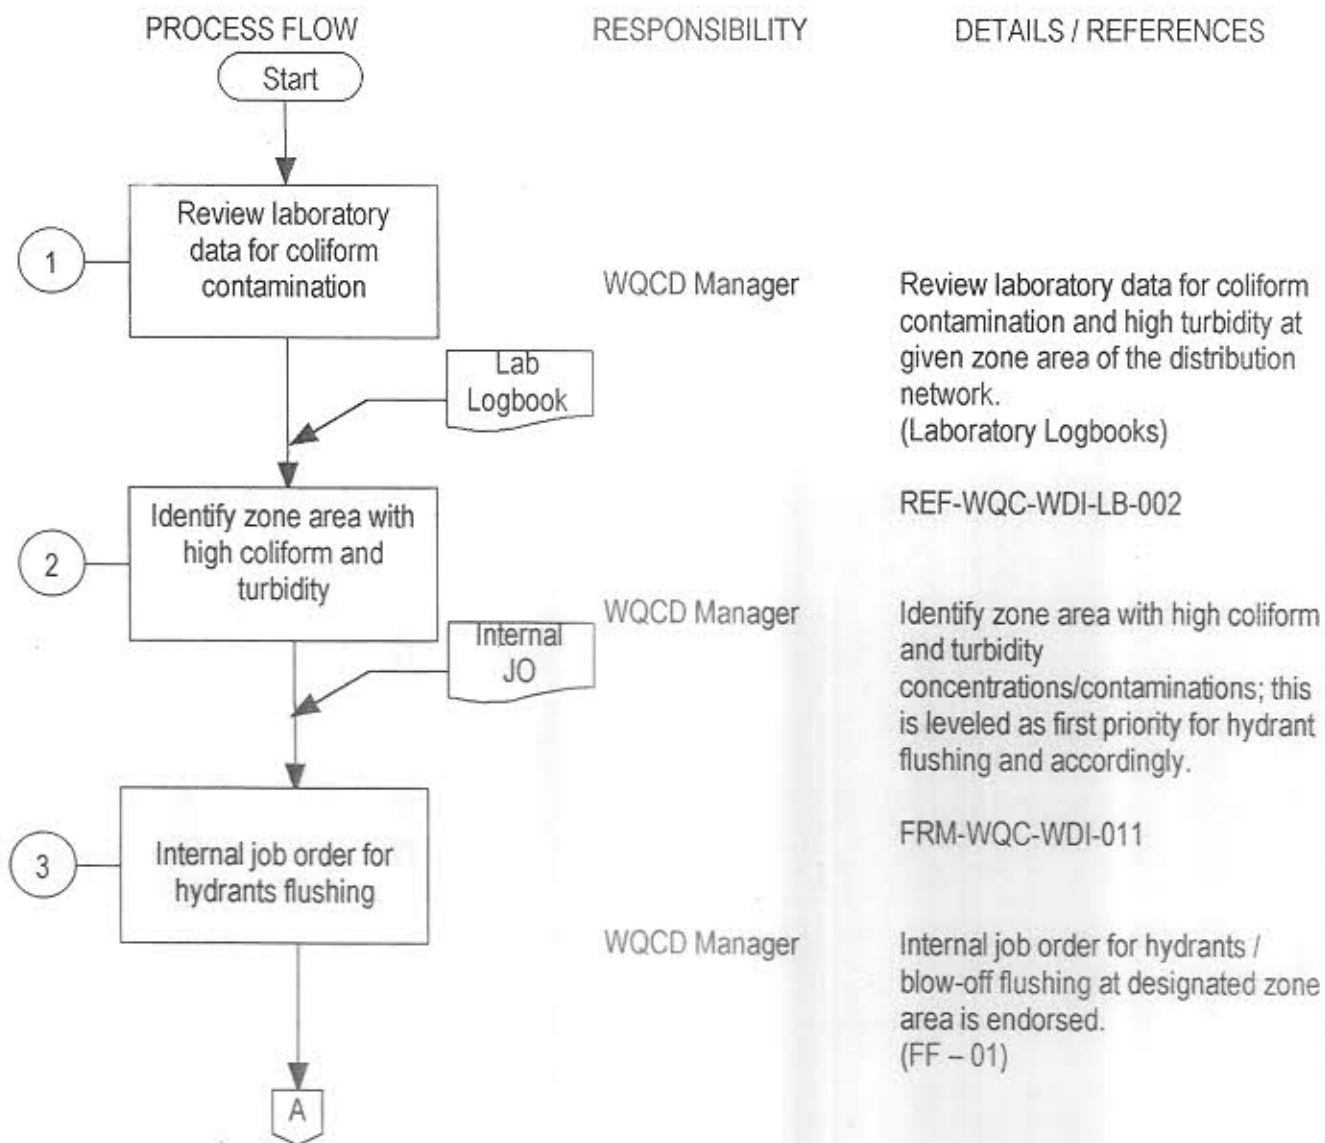 PROCESS FLOW
RESPONSIBILITY
DETAILS / REFERENCES
Start
1
Review laboratory
data for coliform
contamination
WQCD Manager
Review laboratory data for coliform
contamination and high turbidity at
given zone area of the distribution
network.
(Laboratory Logbooks)
Lab
Logbook
REF-WQC-WDI-LB-002
2
Identify zone area with
high coliform and
turbidity
WQCD Manager
Identify zone area with high coliform
and turbidity
concentrations/contaminations; this
is leveled as first priority for hydrant
flushing and accordingly.
Internal
JO
FRM-WQC-WDI-011
3
Internal job order for
hydrants flushing
WQCD Manager
Internal job order for hydrants /
blow-off flushing at designated zone
area is endorsed.
(FF – 01)
A